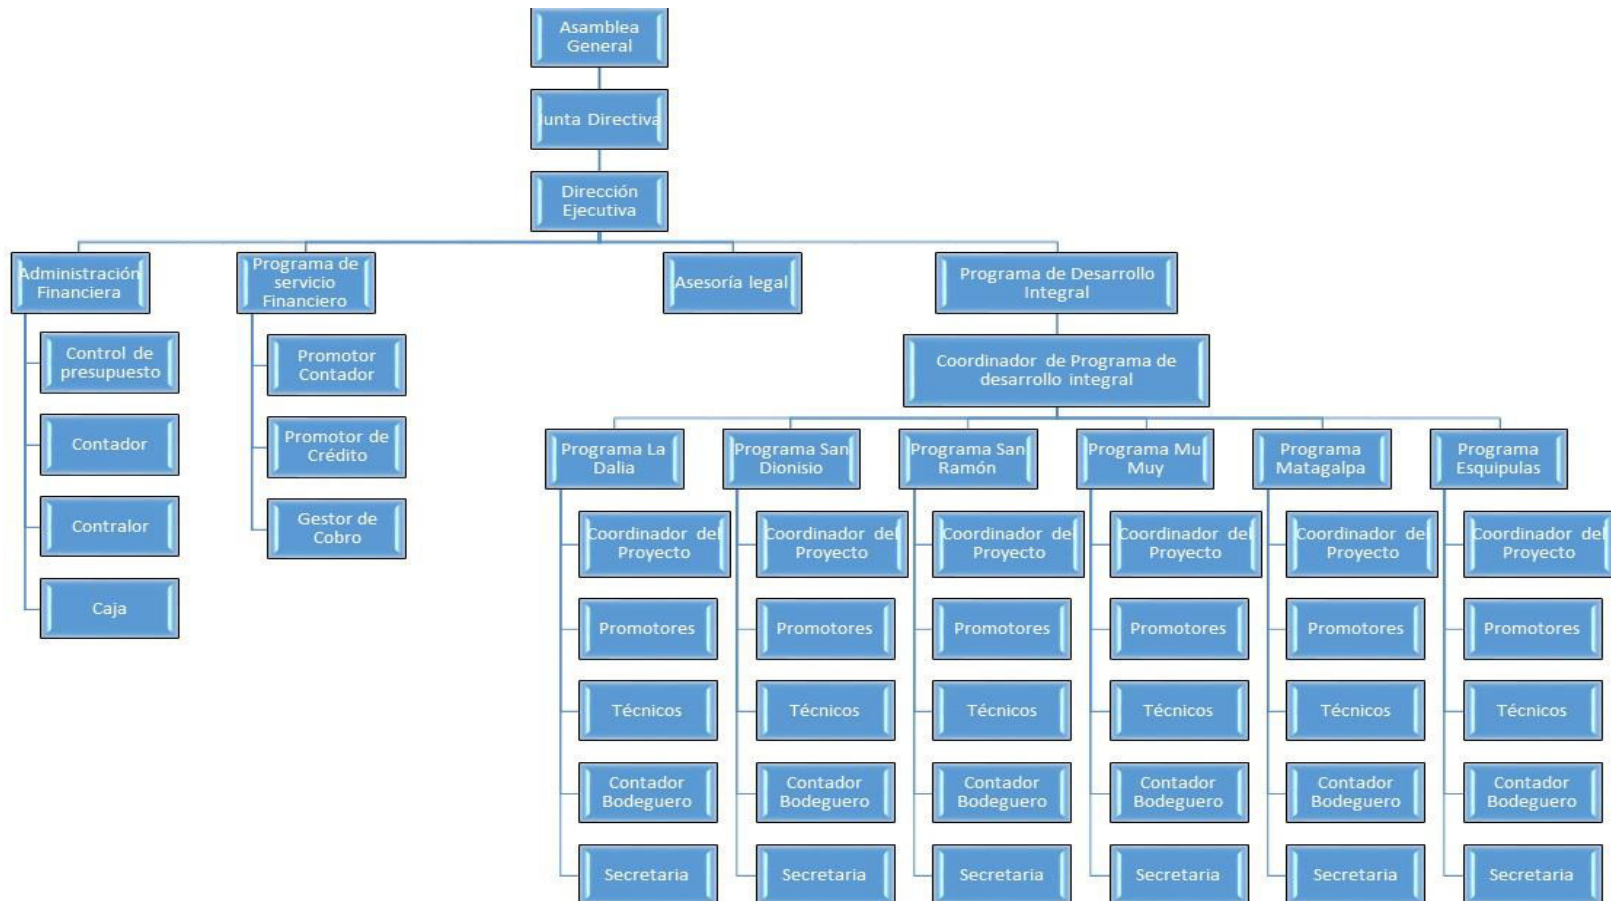 Asamblea
General
Junta Directiva
Dirección
Ejecutiva
Administración
Financiera
Programa de
servicio
Financiero
Asesoría legal
Programa de Desarrollo
Integral
Control de
presupuesto
Contador
Contralor
Caja
Promotor
Contador
Promotor de
Crédito
Gestor de
Cobro
Coordinador de Programa de
desarrollo integral
Programa La
Dalia
Coordinador del
Proyecto
Promotores
Técnicos
Contador
Bodeguero
Secretaria
Programa San
Dionisio
Coordinador del
Proyecto
Promotores
Técnicos
Contador
Bodeguero
Secretaria
Programa San
Ramón
Coordinador del
Proyecto
Promotores
Técnicos
Contador
Bodeguero
Secretaria
Programa Muy
Muy
Coordinador del
Proyecto
Promotores
Técnicos
Contador
Bodeguero
Secretaria
Programa
Matagalpa
Coordinador del
Proyecto
Promotores
Técnicos
Contador
Bodeguero
Secretaria
Programa
Esquipulas
Coordinador del
Proyecto
Promotores
Técnicos
Contador
Bodeguero
Secretaria